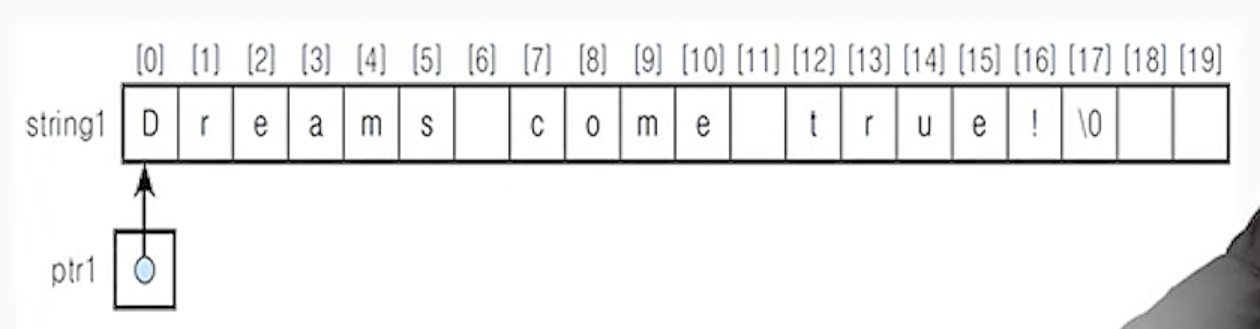 [0] [1] [2] [3] [4] [5] [6] [7] [8] [9] [10] [11] [12] [13] [14] [15] [16] [17] [18] [19]
string1 D r e a m s c o m e t r u e ! \0
ptr1